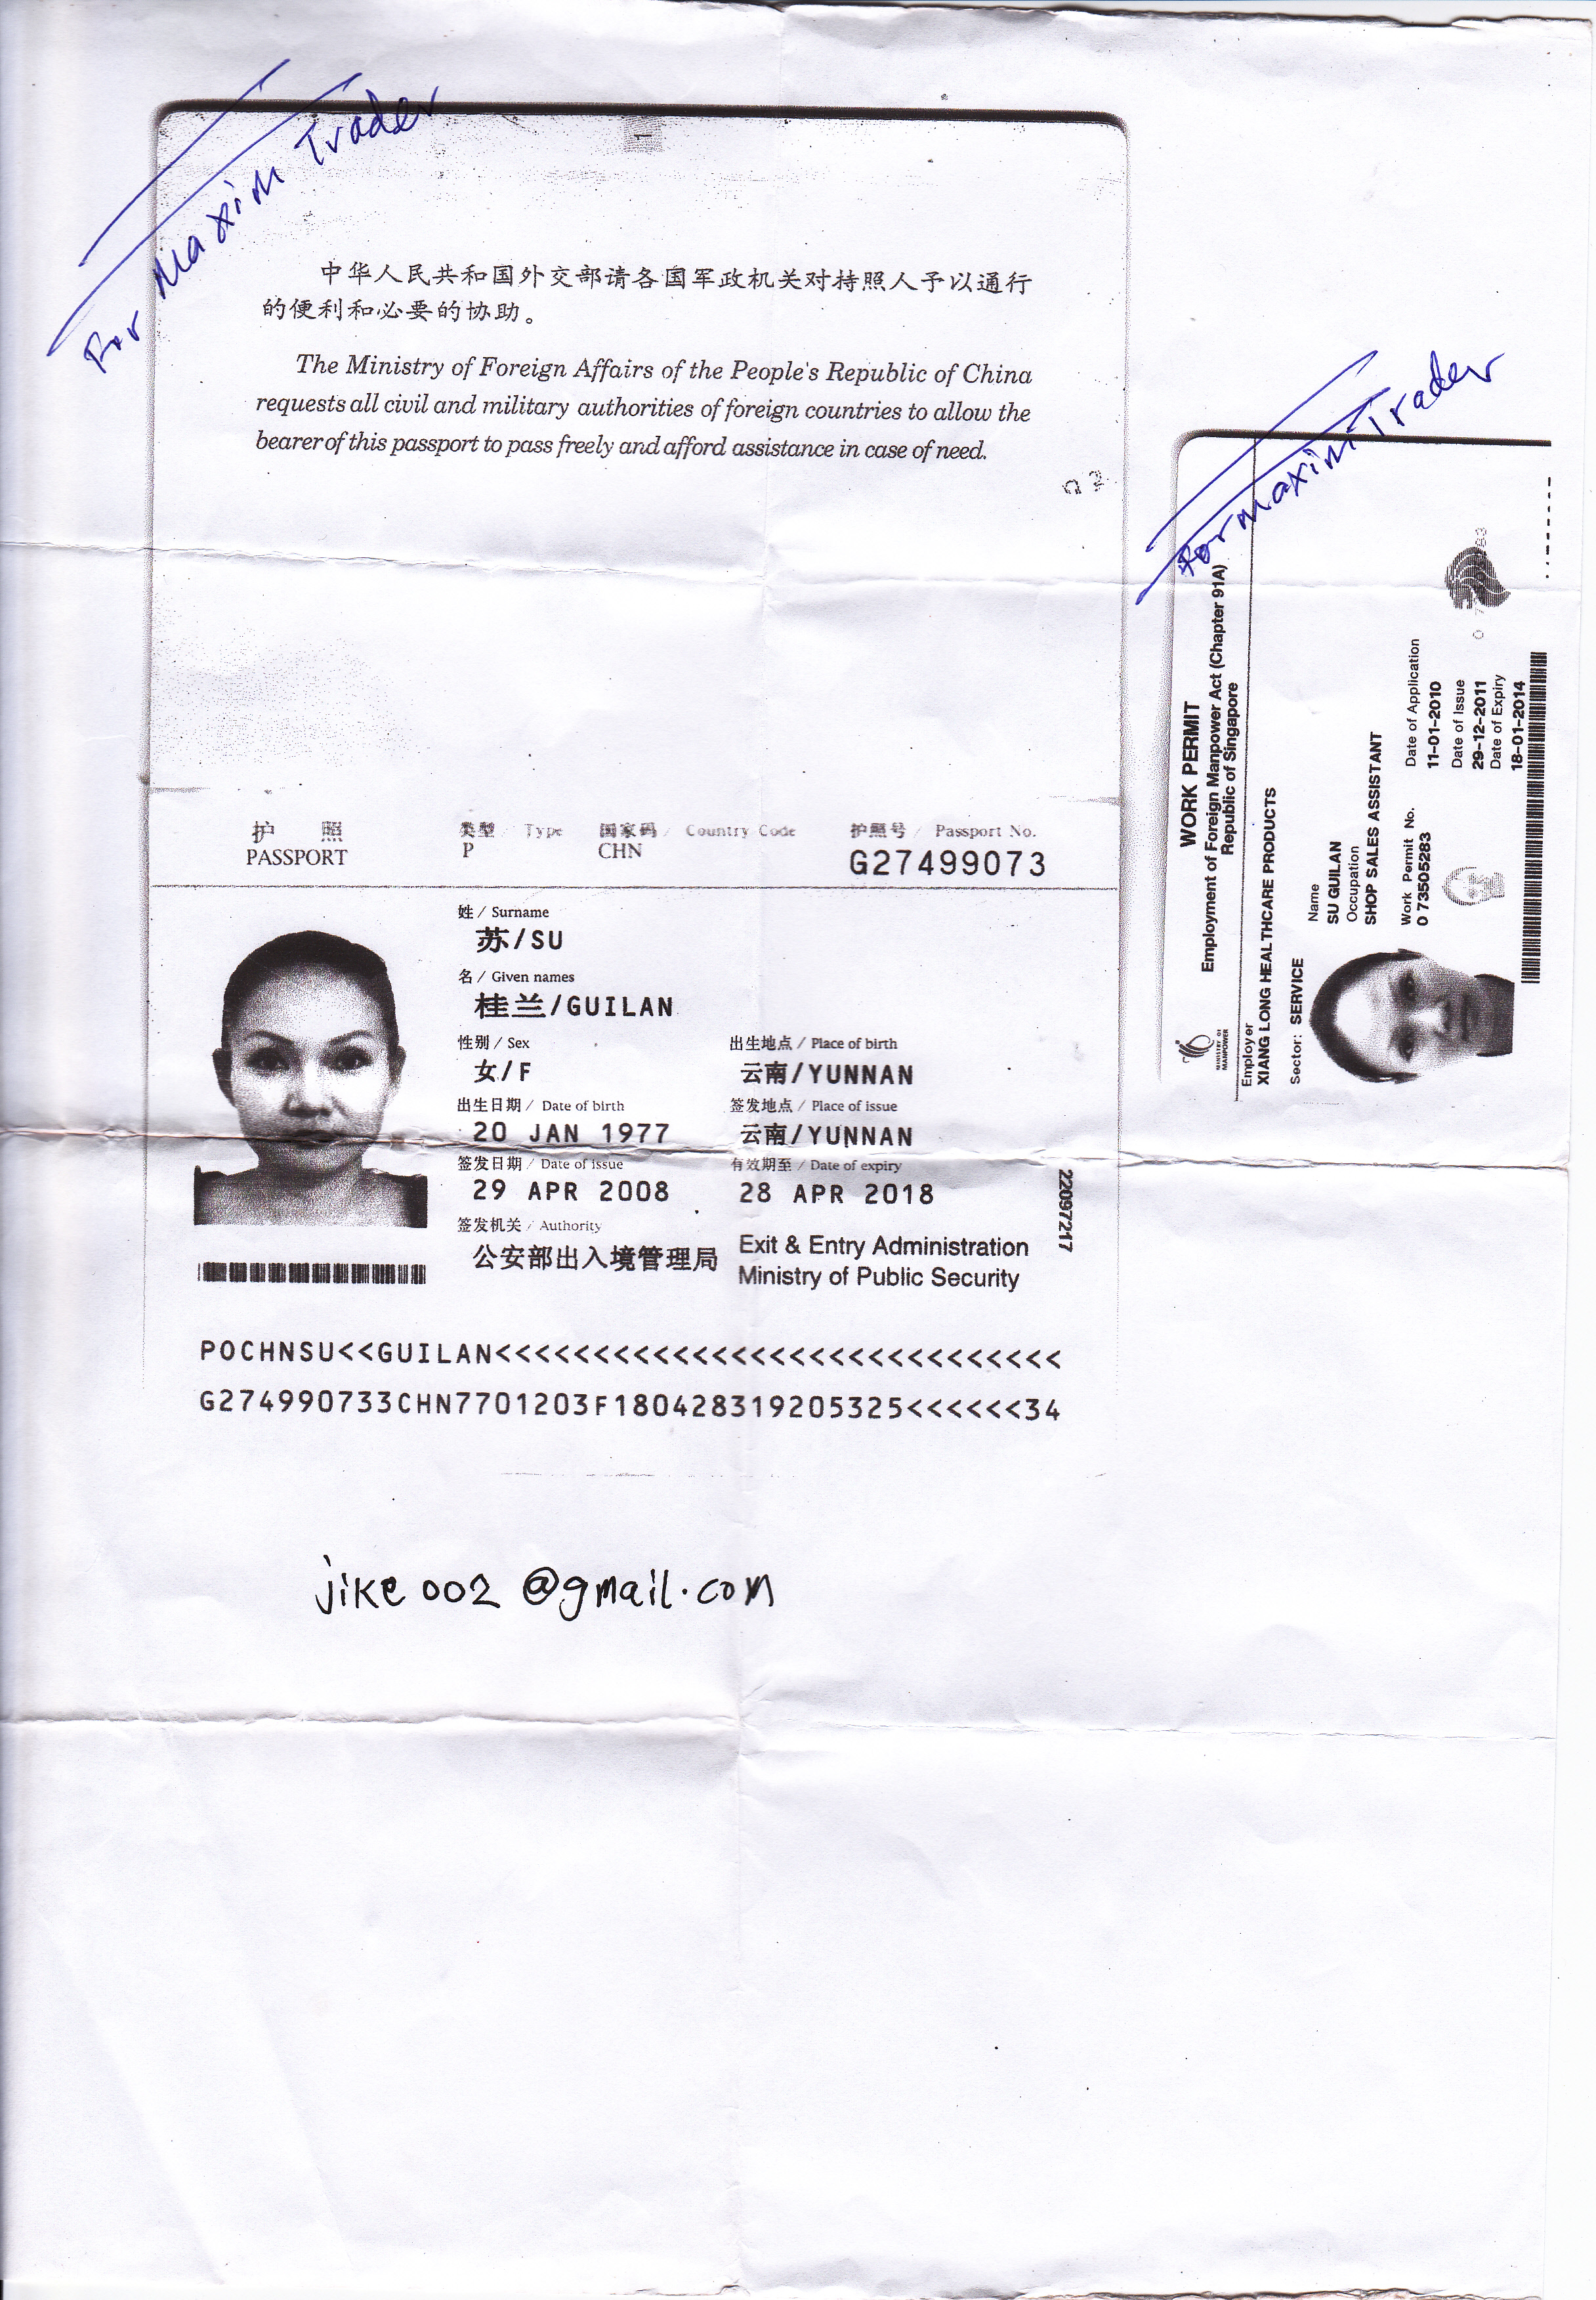 For Maxim Trader
中华人民共和国外交部请各国军政机关对持照人予以通行
的便利和必要的协助。
The Ministry of Foreign Affairs of the People's Republic of China
requests all civil and military authorities of foreign countries to allow the
bearer of this passport to pass freely and afford assistance in case of need.
护 照
PASSPORT
类型 / Type
P
国家码 / Country Code
CHN
护照号 / Passport No.
G27499073
姓 / Surname
苏/SU
名 / Given names
桂兰/GUILAN
性别 / Sex
女/F
出生地点 / Place of birth
云南/YUNNAN
出生日期 / Date of birth
20 JAN 1977
签发地点 / Place of issue
云南/YUNNAN
签发日期 / Date of issue
29 APR 2008
有效期至 / Date of expiry
28 APR 2018
签发机关 / Authority
公安部出入境管理局
Exit & Entry Administration
Ministry of Public Security
22097217
POCHNSU<<GUILAN<<<<<<<<<<<<<<<<<<<<<<<<<<<<<
G274990733CHN7701203F180428319205325<<<<<<34
jike002@gmail.com
For Maxim Trader
WORK PERMIT
Employment of Foreign Manpower Act (Chapter 91A)
Republic of Singapore
MINISTRY OF
MANPOWER
Employer
XIANG LONG HEALTHCARE PRODUCTS
Sector: SERVICE
Name
SU GUILAN
Occupation
SHOP SALES ASSISTANT
Work Permit No.
0 73505283
Date of Application
11-01-2010
Date of Issue
29-12-2011
Date of Expiry
18-01-2014